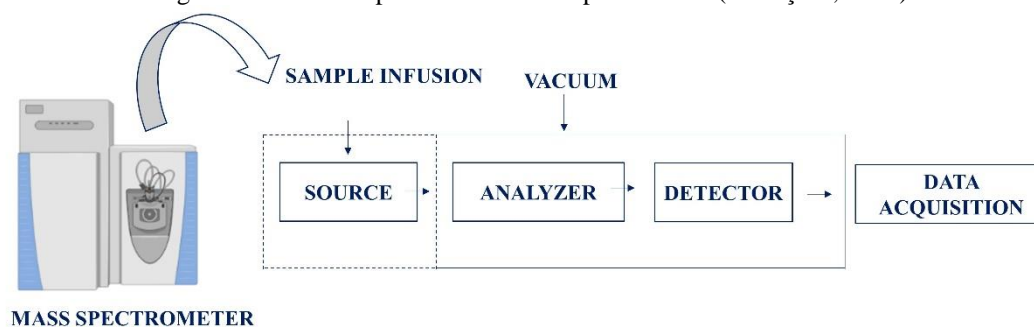 SAMPLE INFUSION
VACUUM
SOURCE
ANALYZER
DETECTOR
DATA
ACQUISITION
MASS SPECTROMETER